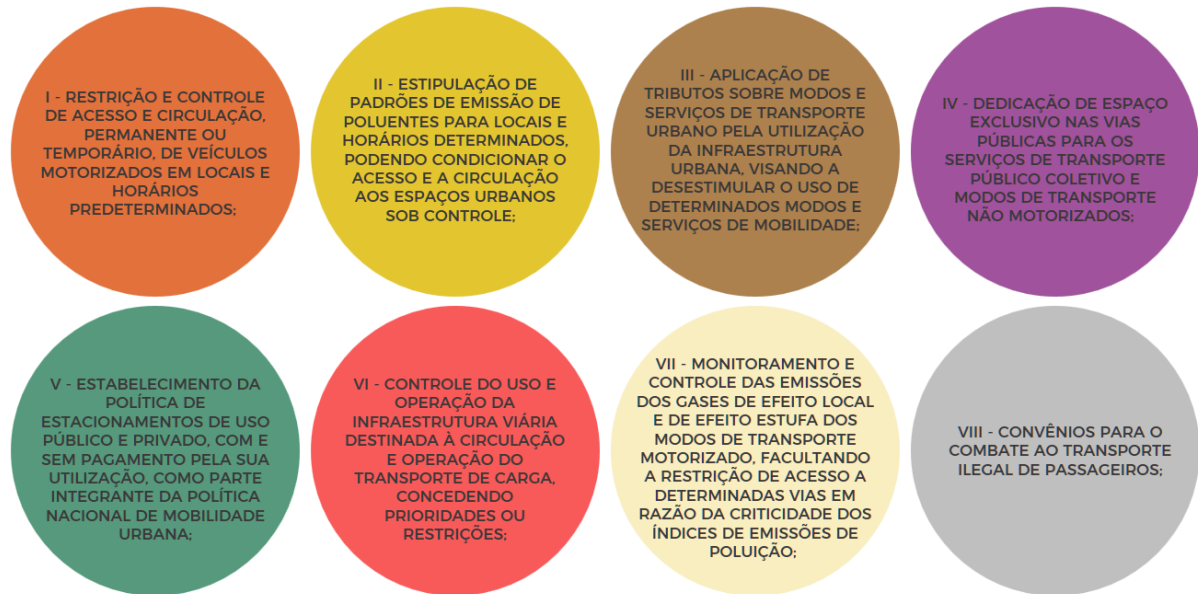 I - RESTRIÇÃO E CONTROLE
DE ACESSO E CIRCULAÇÃO,
PERMANENTE OU
TEMPORÁRIO, DE VEÍCULOS
MOTORIZADOS EM LOCAIS E
HORÁRIOS
PREDETERMINADOS;
II - ESTIPULAÇÃO DE
PADRÕES DE EMISSÃO DE
POLUENTES PARA LOCAIS E
HORÁRIOS DETERMINADOS,
PODENDO CONDICIONAR O
ACESSO E A CIRCULAÇÃO
AOS ESPAÇOS URBANOS
SOB CONTROLE;
III - APLICAÇÃO DE
TRIBUTOS SOBRE MODOS E
SERVIÇOS DE TRANSPORTE
URBANO PELA UTILIZAÇÃO
DA INFRAESTRUTURA
URBANA, VISANDO A
DESESTIMULAR O USO DE
DETERMINADOS MODOS E
SERVIÇOS DE MOBILIDADE;
IV - DEDICAÇÃO DE ESPAÇO
EXCLUSIVO NAS VIAS
PÚBLICAS PARA OS
SERVIÇOS DE TRANSPORTE
PÚBLICO COLETIVO E
MODOS DE TRANSPORTE
NÃO MOTORIZADOS;
V - ESTABELECIMENTO DA
POLÍTICA DE
ESTACIONAMENTOS DE USO
PÚBLICO E PRIVADO, COM E
SEM PAGAMENTO PELA SUA
UTILIZAÇÃO, COMO PARTE
INTEGRANTE DA POLÍTICA
NACIONAL DE MOBILIDADE
URBANA;
VI - CONTROLE DO USO E
OPERAÇÃO DA
INFRAESTRUTURA VIÁRIA
DESTINADA À CIRCULAÇÃO
E OPERAÇÃO DO
TRANSPORTE DE CARGA,
CONCEDENDO
PRIORIDADES OU
RESTRIÇÕES;
VII - MONITORAMENTO E
CONTROLE DAS EMISSÕES
DOS GASES DE EFEITO LOCAL
E DE EFEITO ESTUFA DOS
MODOS DE TRANSPORTE
MOTORIZADO, FACULTANDO
A RESTRIÇÃO DE ACESSO A
DETERMINADAS VIAS EM
RAZÃO DA CRITICIDADE DOS
ÍNDICES DE EMISSÕES DE
POLUIÇÃO;
VIII - CONVÊNIOS PARA O
COMBATE AO TRANSPORTE
ILEGAL DE PASSAGEIROS;